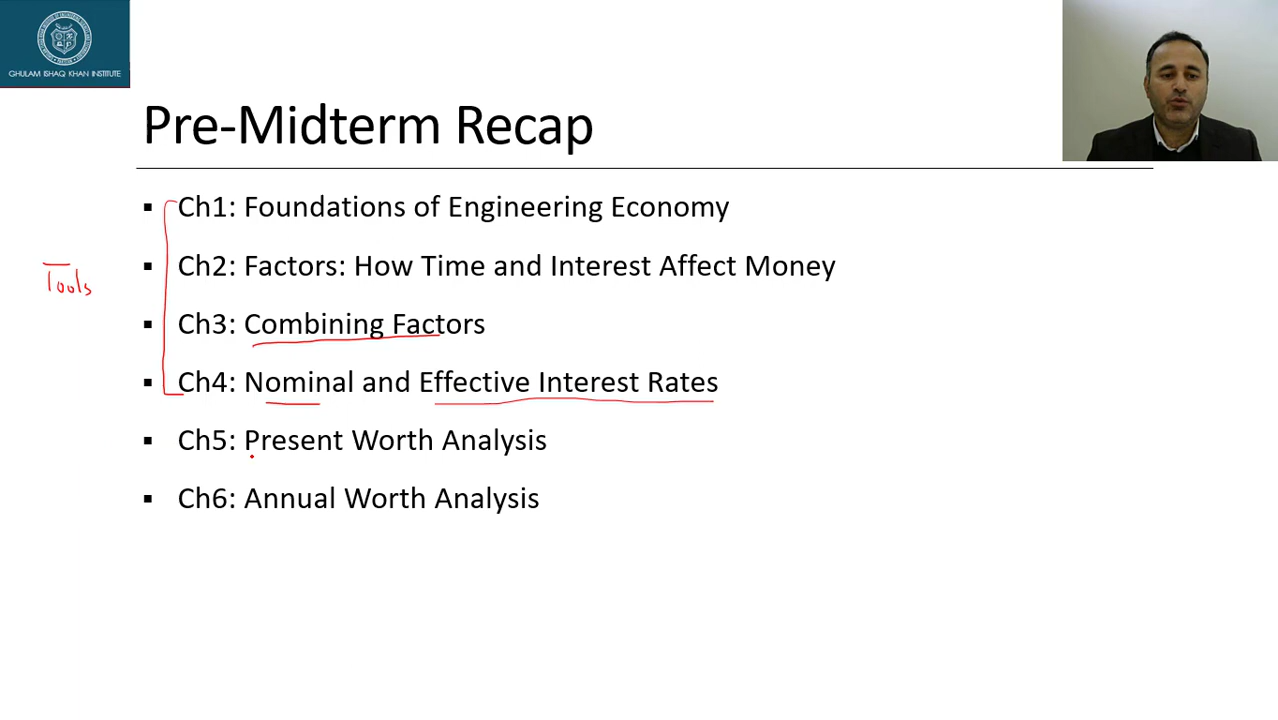 GHULAM ISHAQ KHAN INSTITUTE
Pre-Midterm Recap
▪ Ch1: Foundations of Engineering Economy
▪ Ch2: Factors: How Time and Interest Affect Money
Tools
▪ Ch3: Combining Factors
▪ Ch4: Nominal and Effective Interest Rates
▪ Ch5: Present Worth Analysis
▪ Ch6: Annual Worth Analysis